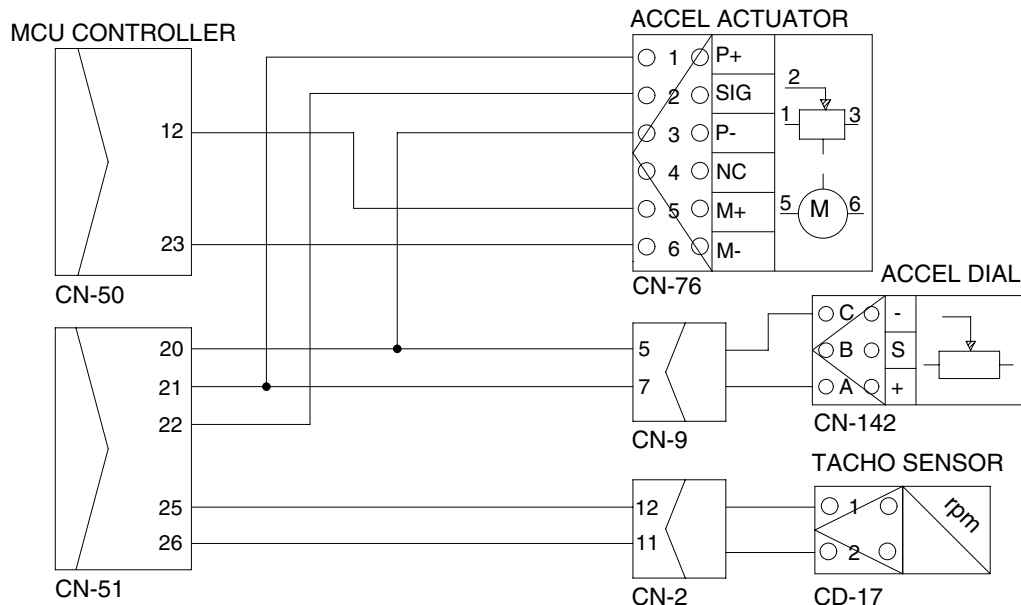 MCU CONTROLLER
12
23
CN-50
ACCEL ACTUATOR
1 P+
2 SIG
3 P-
4 NC
5 M+
6 M-
2
1 3
5 M 6
CN-76
20
21
22
25
26
CN-51
5
7
CN-9
ACCEL DIAL
C -
B S
A +
CN-142
12
11
CN-2
TACHO SENSOR
1
2
rpm
CD-17